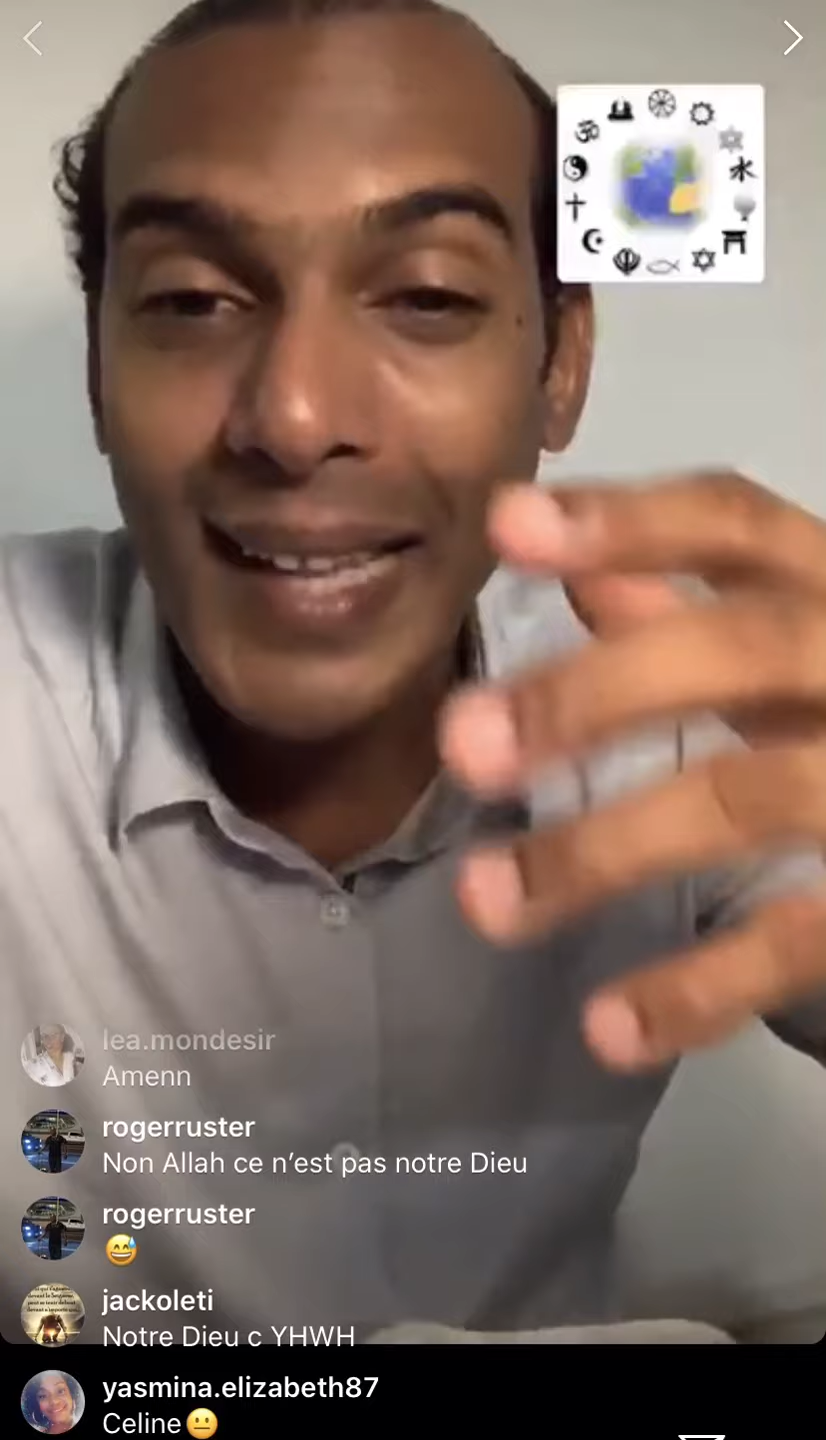 lea.mondesir
Amenn
rogerruster
Non Allah ce n’est pas notre Dieu
rogerruster
😅
jackoleti
Notre Dieu c YHWH
yasmina.elizabeth87
Celine😐